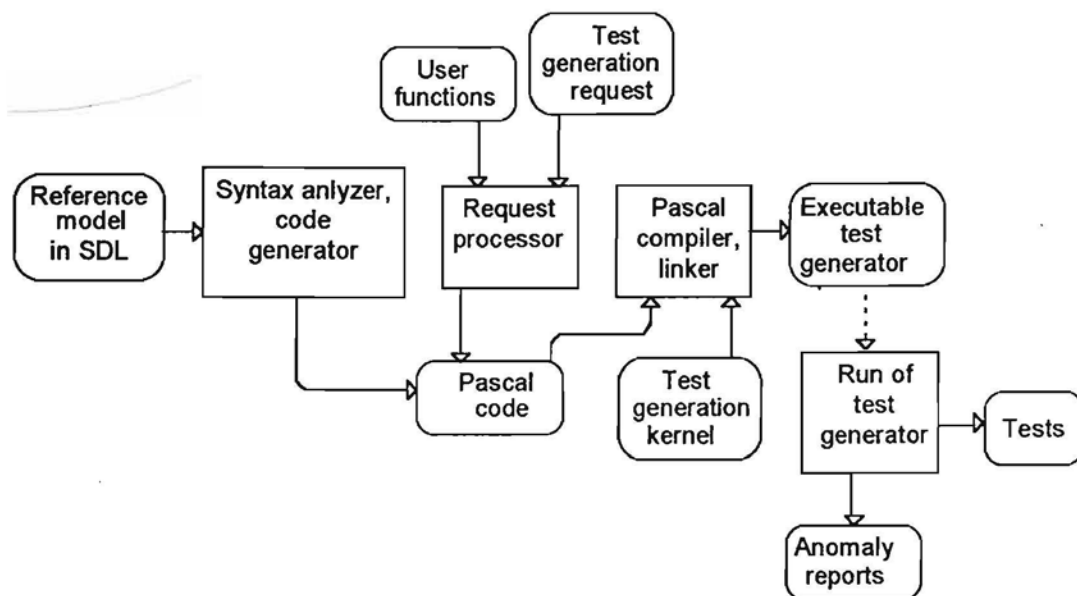 User
functions
Test
generation
request
Reference
model
in SDL
Syntax anlyzer,
code
generator
Request
processor
Pascal
compiler,
linker
Executable
test
generator
Pascal
code
Test
generation
kernel
Run of
test
generator
Tests
Anomaly
reports